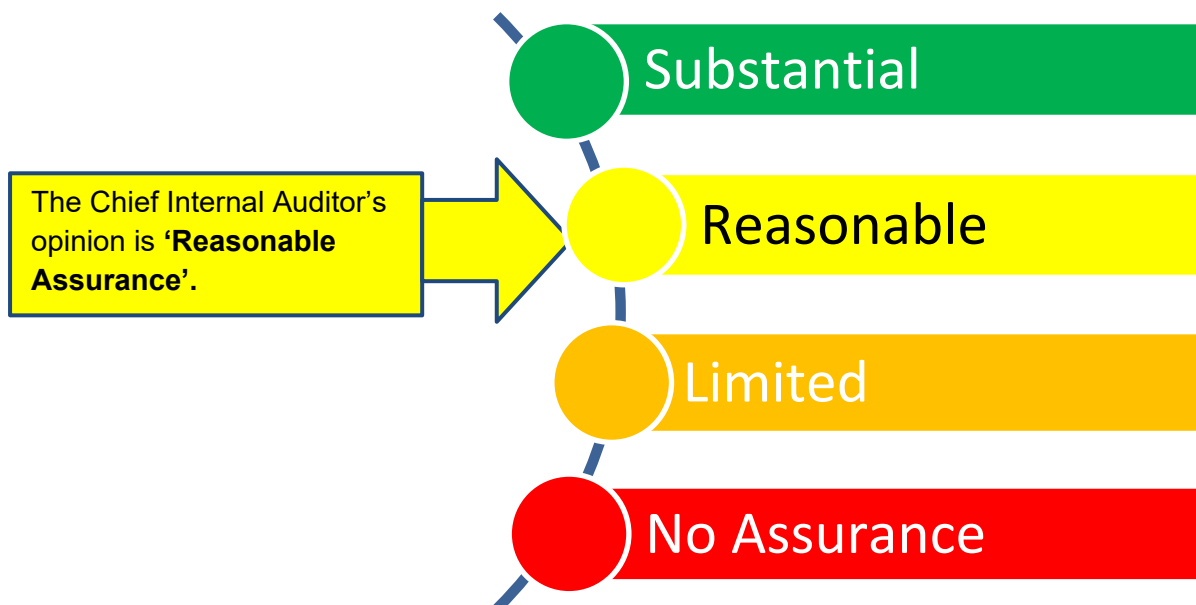 Substantial
The Chief Internal Auditor’s
opinion is ‘Reasonable
Assurance’.
Reasonable
Limited
No Assurance